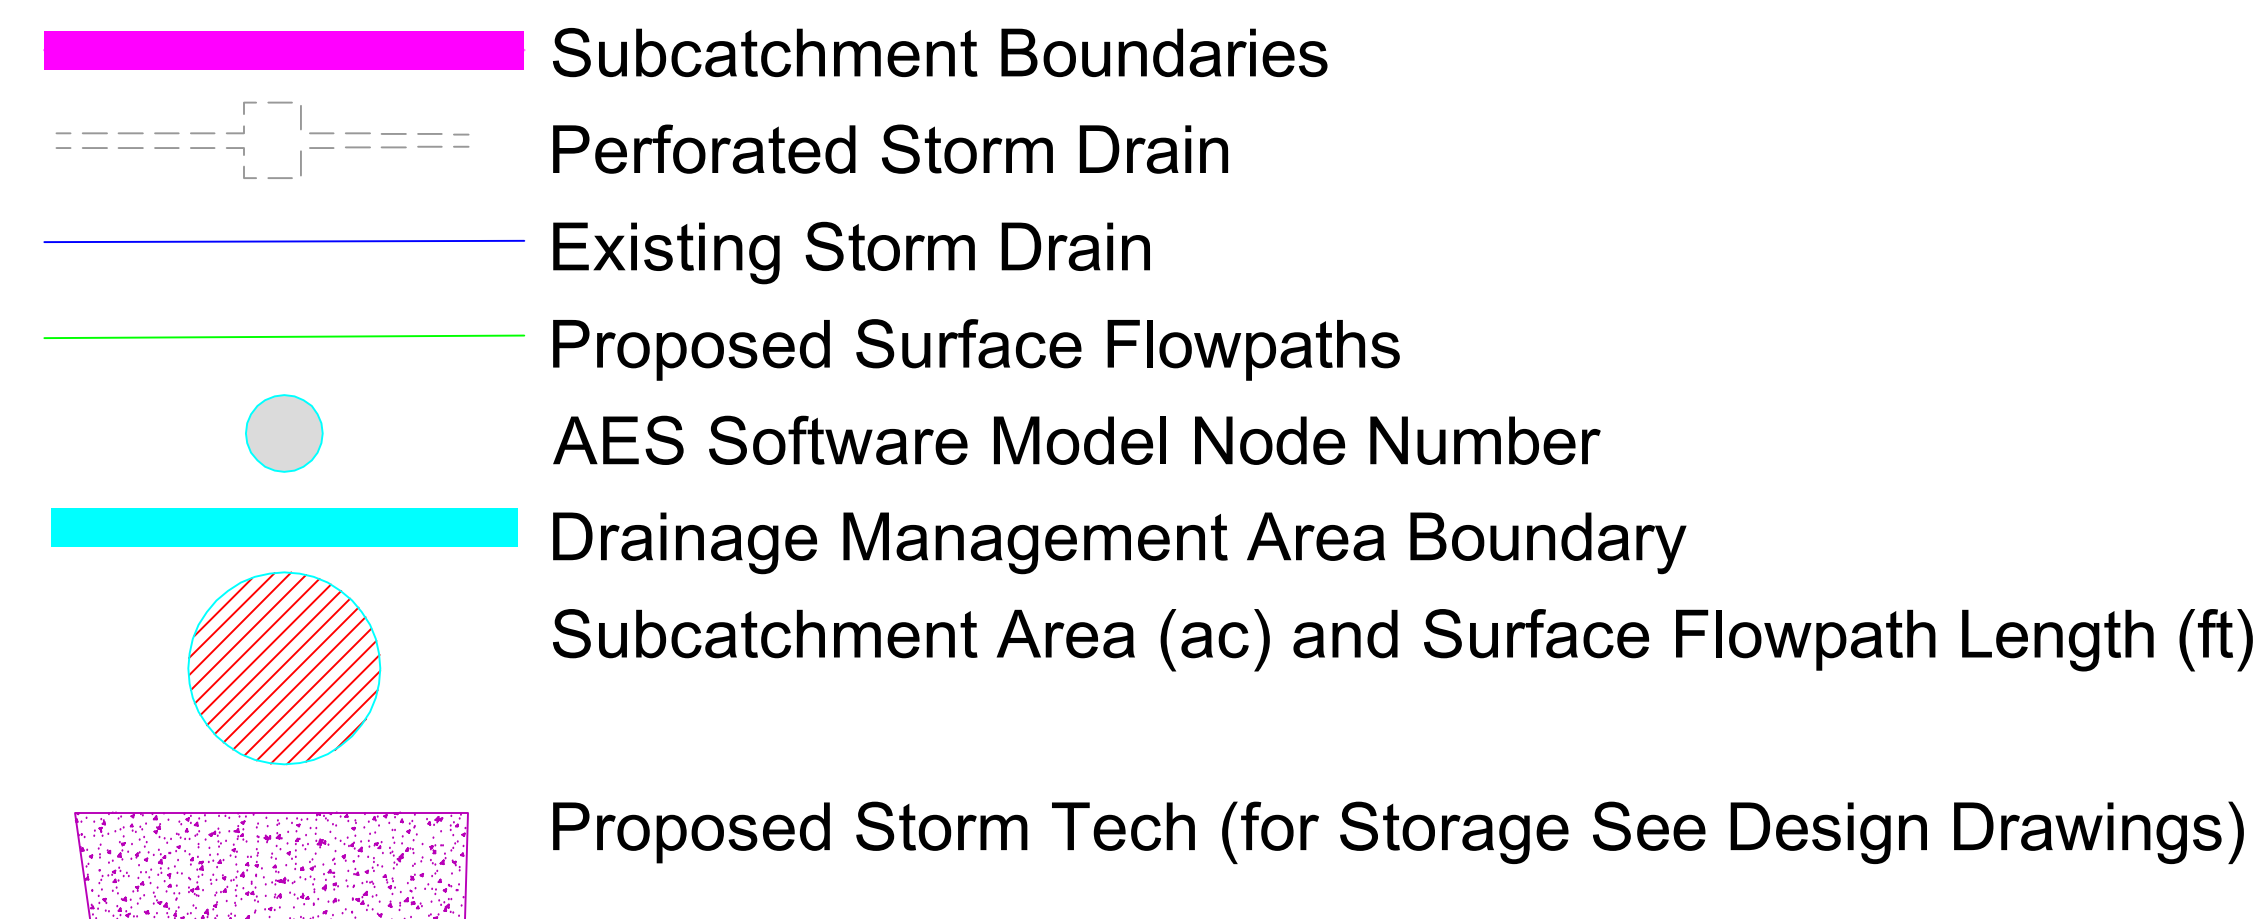 Subcatchment Boundaries
Perforated Storm Drain
Existing Storm Drain
Proposed Surface Flowpaths
AES Software Model Node Number
Drainage Management Area Boundary
Subcatchment Area (ac) and Surface Flowpath Length (ft)
Proposed Storm Tech (for Storage See Design Drawings)